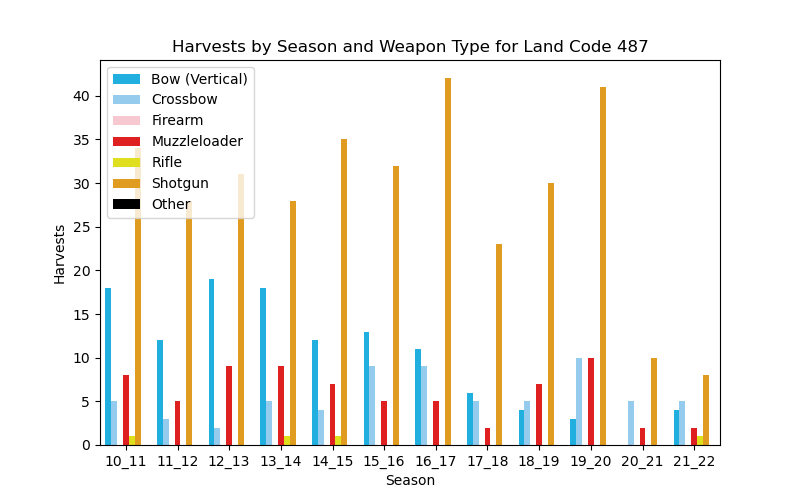 Harvests by Season and Weapon Type for Land Code 487
Bow (Vertical)
Crossbow
Firearm
Muzzleloader
Rifle
Shotgun
Other
Harvests
40
35
30
25
20
15
10
5
0
10_11 11_12 12_13 13_14 14_15 15_16 16_17 17_18 18_19 19_20 20_21 21_22
Season